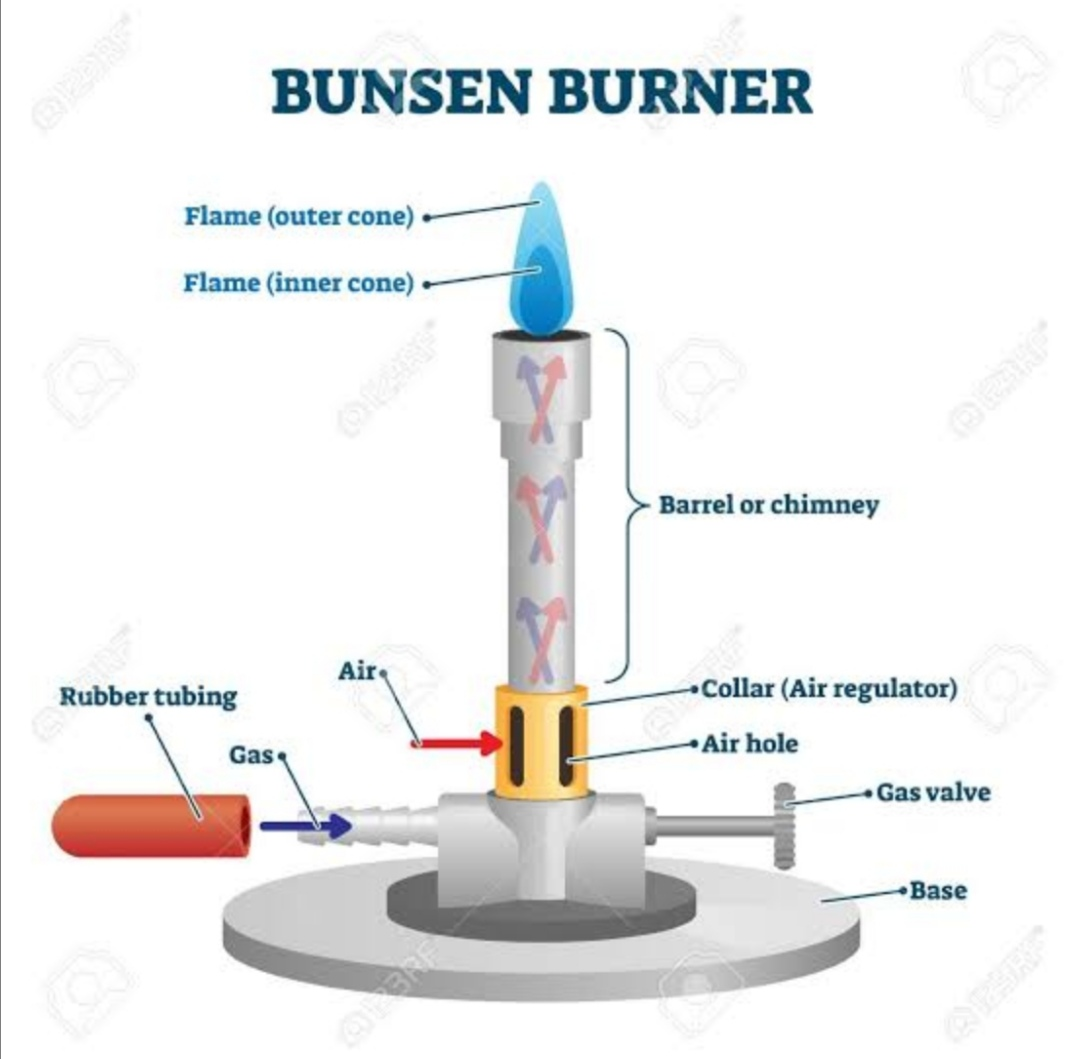 BUNSEN BURNER
Flame (outer cone)
Flame (inner cone)
Barrel or chimney
Air
Collar (Air regulator)
Rubber tubing
Air hole
Gas
Gas valve
Base
123RF